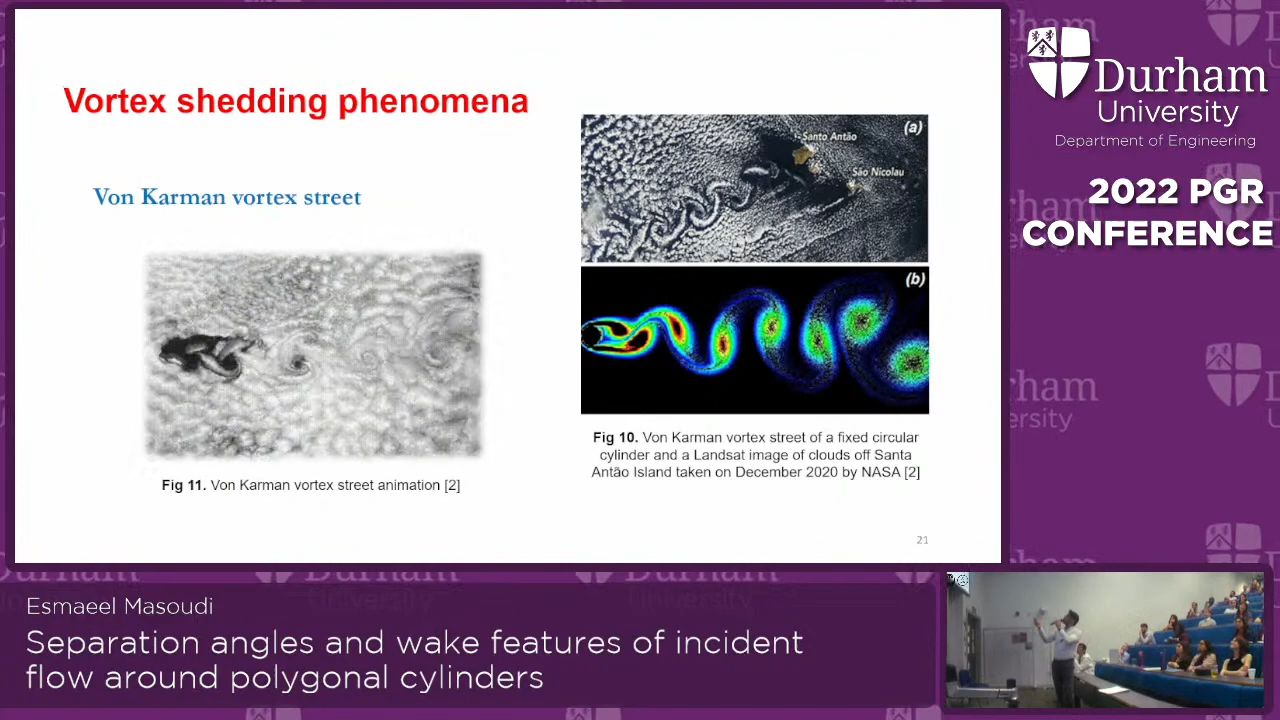 Vortex shedding phenomena
Von Karman vortex street
Fig 11. Von Karman vortex street animation [2]
(a)
Santo Antão
São Nicolau
(b)
Fig 10. Von Karman vortex street of a fixed circular
cylinder and a Landsat image of clouds off Santa
Antão Island taken on December 2020 by NASA [2]
21
Durham
University
Department of Engineering
2022 PGR
CONFERENCE
Esmaeel Masoudi
Separation angles and wake features of incident
flow around polygonal cylinders